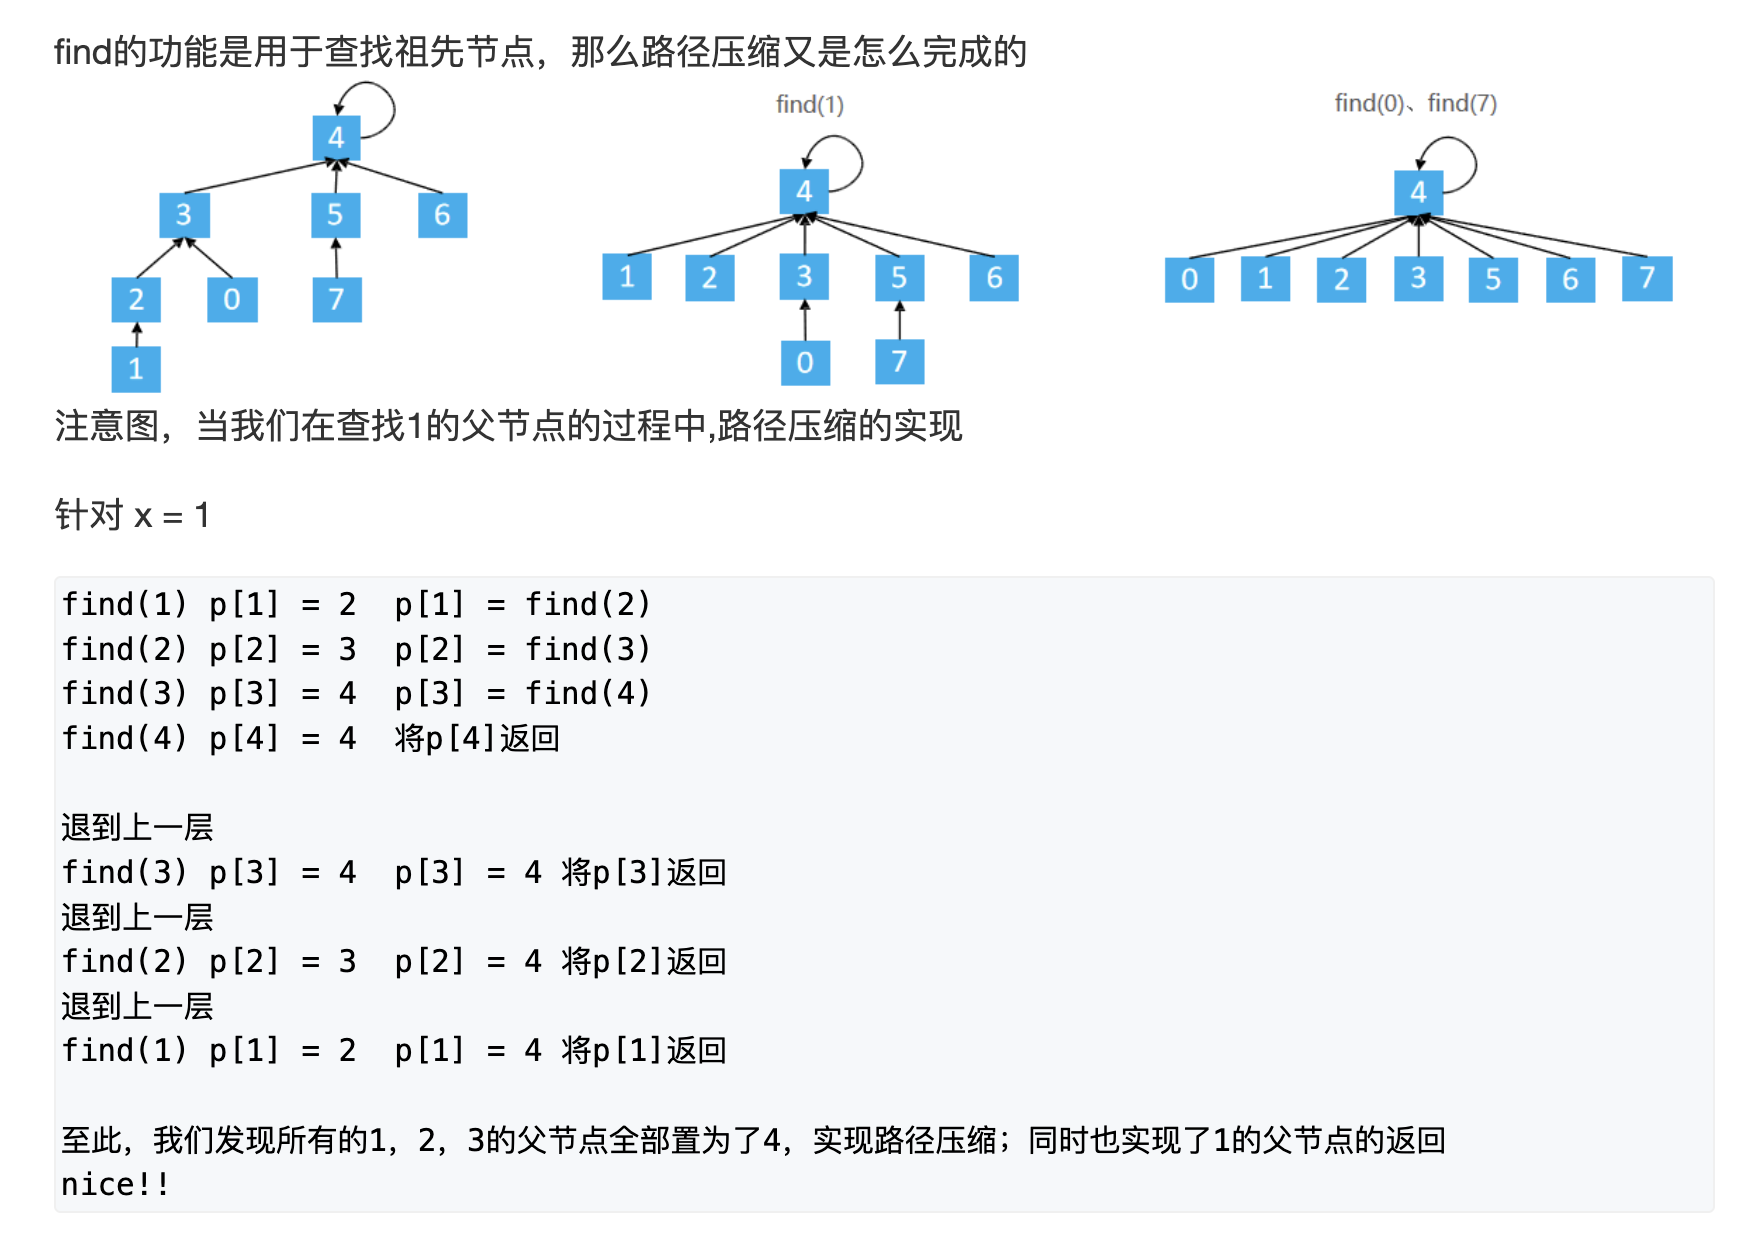 find的功能是用于查找祖先节点，那么路径压缩又是怎么完成的
4
3 5 6
2 0 7
1
find(1)
4
1 2 3 5 6
0 7
find(0)、find(7)
4
0 1 2 3 5 6 7
注意图，当我们在查找1的父节点的过程中,路径压缩的实现
针对 x = 1
find(1) p[1] = 2  p[1] = find(2)
find(2) p[2] = 3  p[2] = find(3)
find(3) p[3] = 4  p[3] = find(4)
find(4) p[4] = 4  将p[4]返回
退到上一层
find(3) p[3] = 4  p[3] = 4 将p[3]返回
退到上一层
find(2) p[2] = 3  p[2] = 4 将p[2]返回
退到上一层
find(1) p[1] = 2  p[1] = 4 将p[1]返回
至此，我们发现所有的1，2，3的父节点全部置为了4，实现路径压缩；同时也实现了1的父节点的返回
nice!!